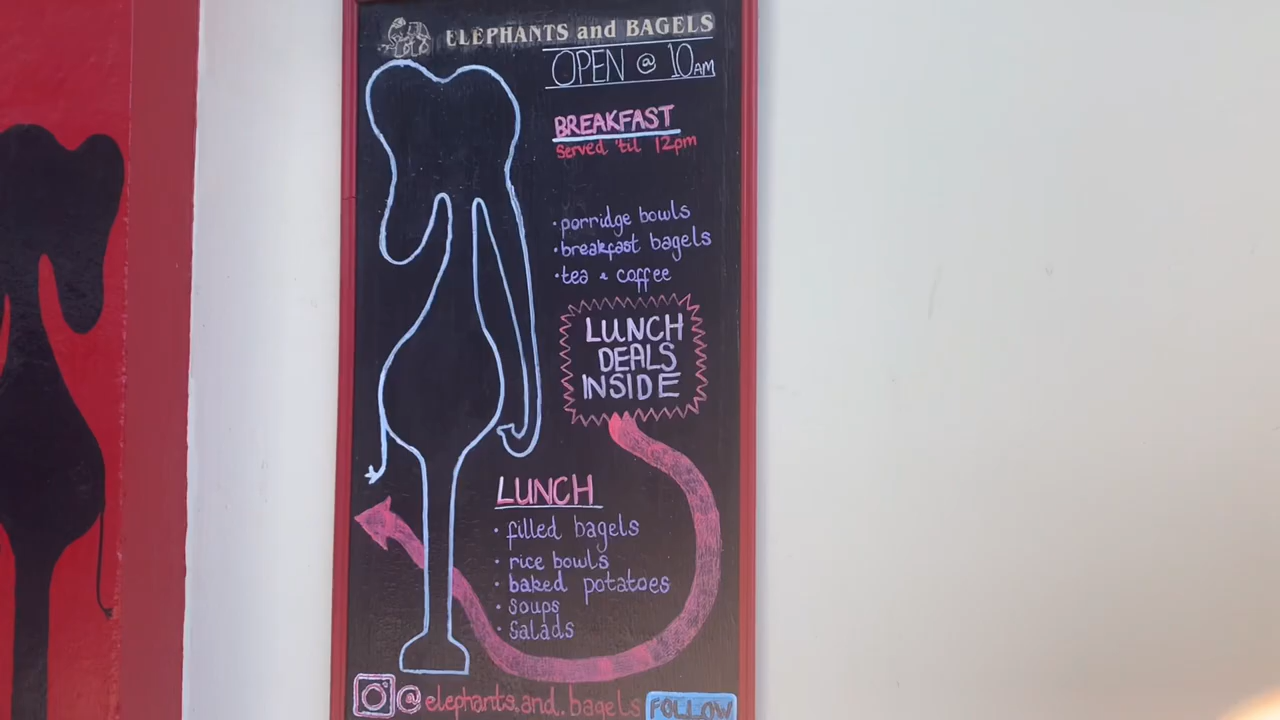 ELEPHANTS and BAGELS
OPEN @ 10AM
BREAKFAST
Served 'til 12pm
· porridge bowls
· breakfast bagels
· tea & coffee
LUNCH
DEALS
INSIDE
LUNCH
· filled bagels
· rice bowls
· baked potatoes
· soups
· salads
@elephants.and.bagels FOLLOW